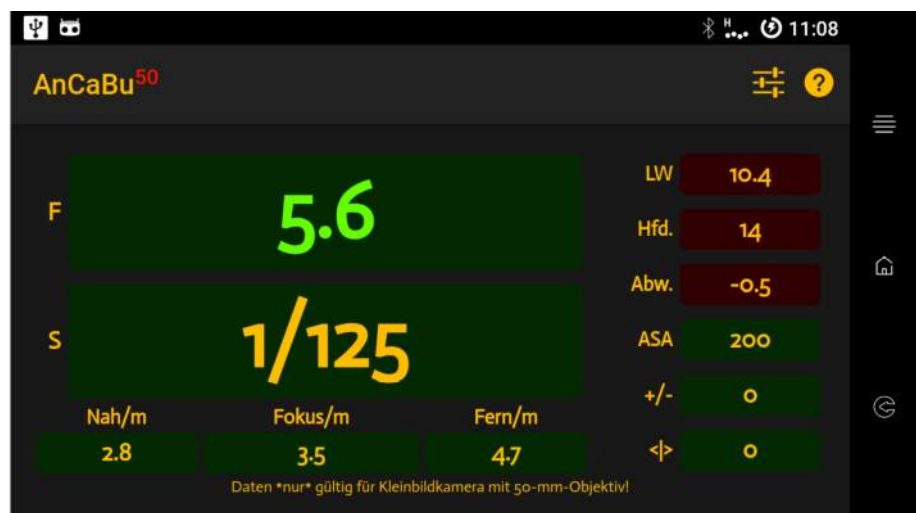 H 11:08
AnCaBu50
?
F 5.6
LW 10.4
Hfd. 14
Abw. -0.5
S 1/125
ASA 200
+/- 0
Nah/m Fokus/m Fern/m
2.8 3.5 4.7
<|> 0
Daten *nur* gültig für Kleinbildkamera mit 50-mm-Objektiv!